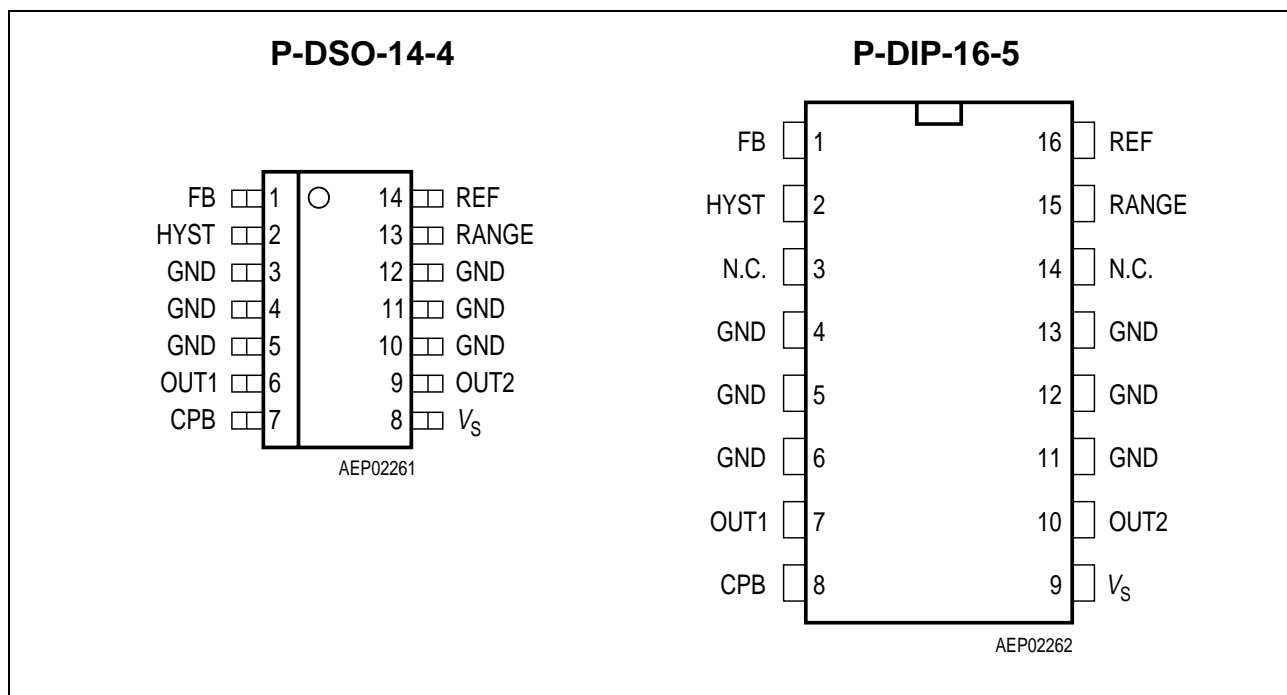 P-DSO-14-4
FB 1 14 REF
HYST 2 13 RANGE
GND 3 12 GND
GND 4 11 GND
GND 5 10 GND
OUT1 6 9 OUT2
CPB 7 8 VS
AEP02261
P-DIP-16-5
FB 1 16 REF
HYST 2 15 RANGE
N.C. 3 14 N.C.
GND 4 13 GND
GND 5 12 GND
GND 6 11 GND
OUT1 7 10 OUT2
CPB 8 9 VS
AEP02262